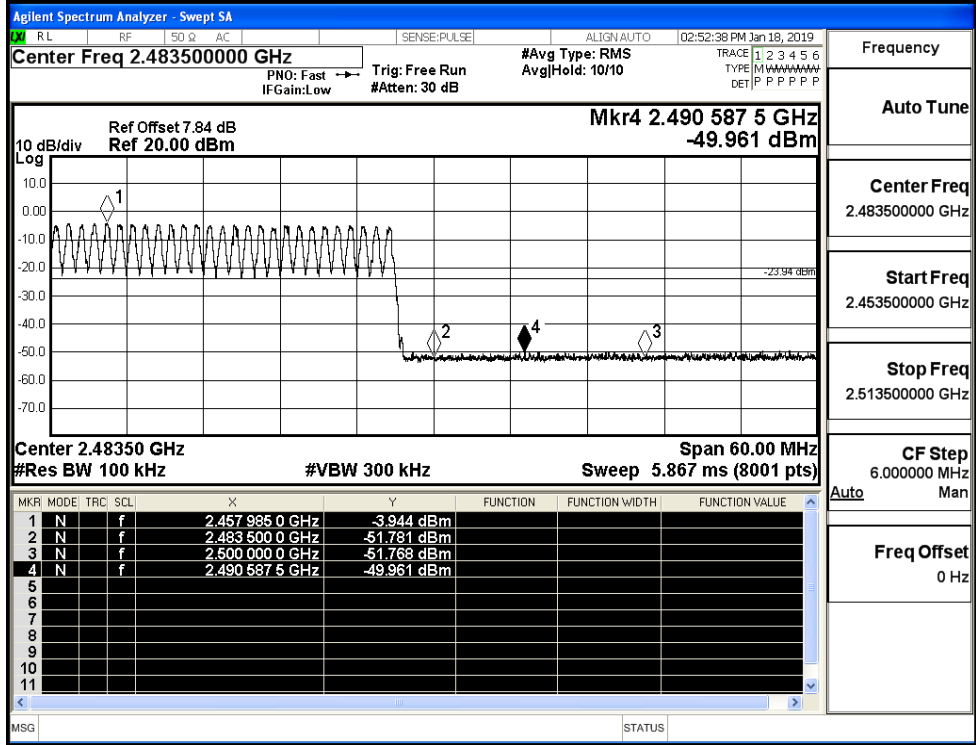 Agilent Spectrum Analyzer - Swept SA
LXI RL RF 50 Ω AC SENSE:PULSE ALIGN AUTO 02:52:38 PM Jan 18, 2019
Center Freq 2.483500000 GHz
PNO: Fast
IFGain:Low
Trig: Free Run
#Atten: 30 dB
#Avg Type: RMS
Avg|Hold: 10/10
TRACE 1 2 3 4 5 6
TYPE M WWWWW
DET P P P P P P
Ref Offset 7.84 dB
10 dB/div Ref 20.00 dBm
Log
Mkr4 2.490 587 5 GHz
-49.961 dBm
10.0
0.00
-10.0
-20.0
-30.0
-40.0
-50.0
-60.0
-70.0
1
2
4
3
-23.94 dBm
Center 2.48350 GHz Span 60.00 MHz
#Res BW 100 kHz #VBW 300 kHz Sweep 5.867 ms (8001 pts)
MKR MODE TRC SCL X Y FUNCTION FUNCTION WIDTH FUNCTION VALUE
1 N f 2.457 985 0 GHz -3.944 dBm
2 N f 2.483 500 0 GHz -51.781 dBm
3 N f 2.500 000 0 GHz -51.768 dBm
4 N f 2.490 587 5 GHz -49.961 dBm
5
6
7
8
9
10
11
MSG STATUS
Frequency
Auto Tune
Center Freq
2.483500000 GHz
Start Freq
2.453500000 GHz
Stop Freq
2.513500000 GHz
CF Step
6.000000 MHz
Auto Man
Freq Offset
0 Hz